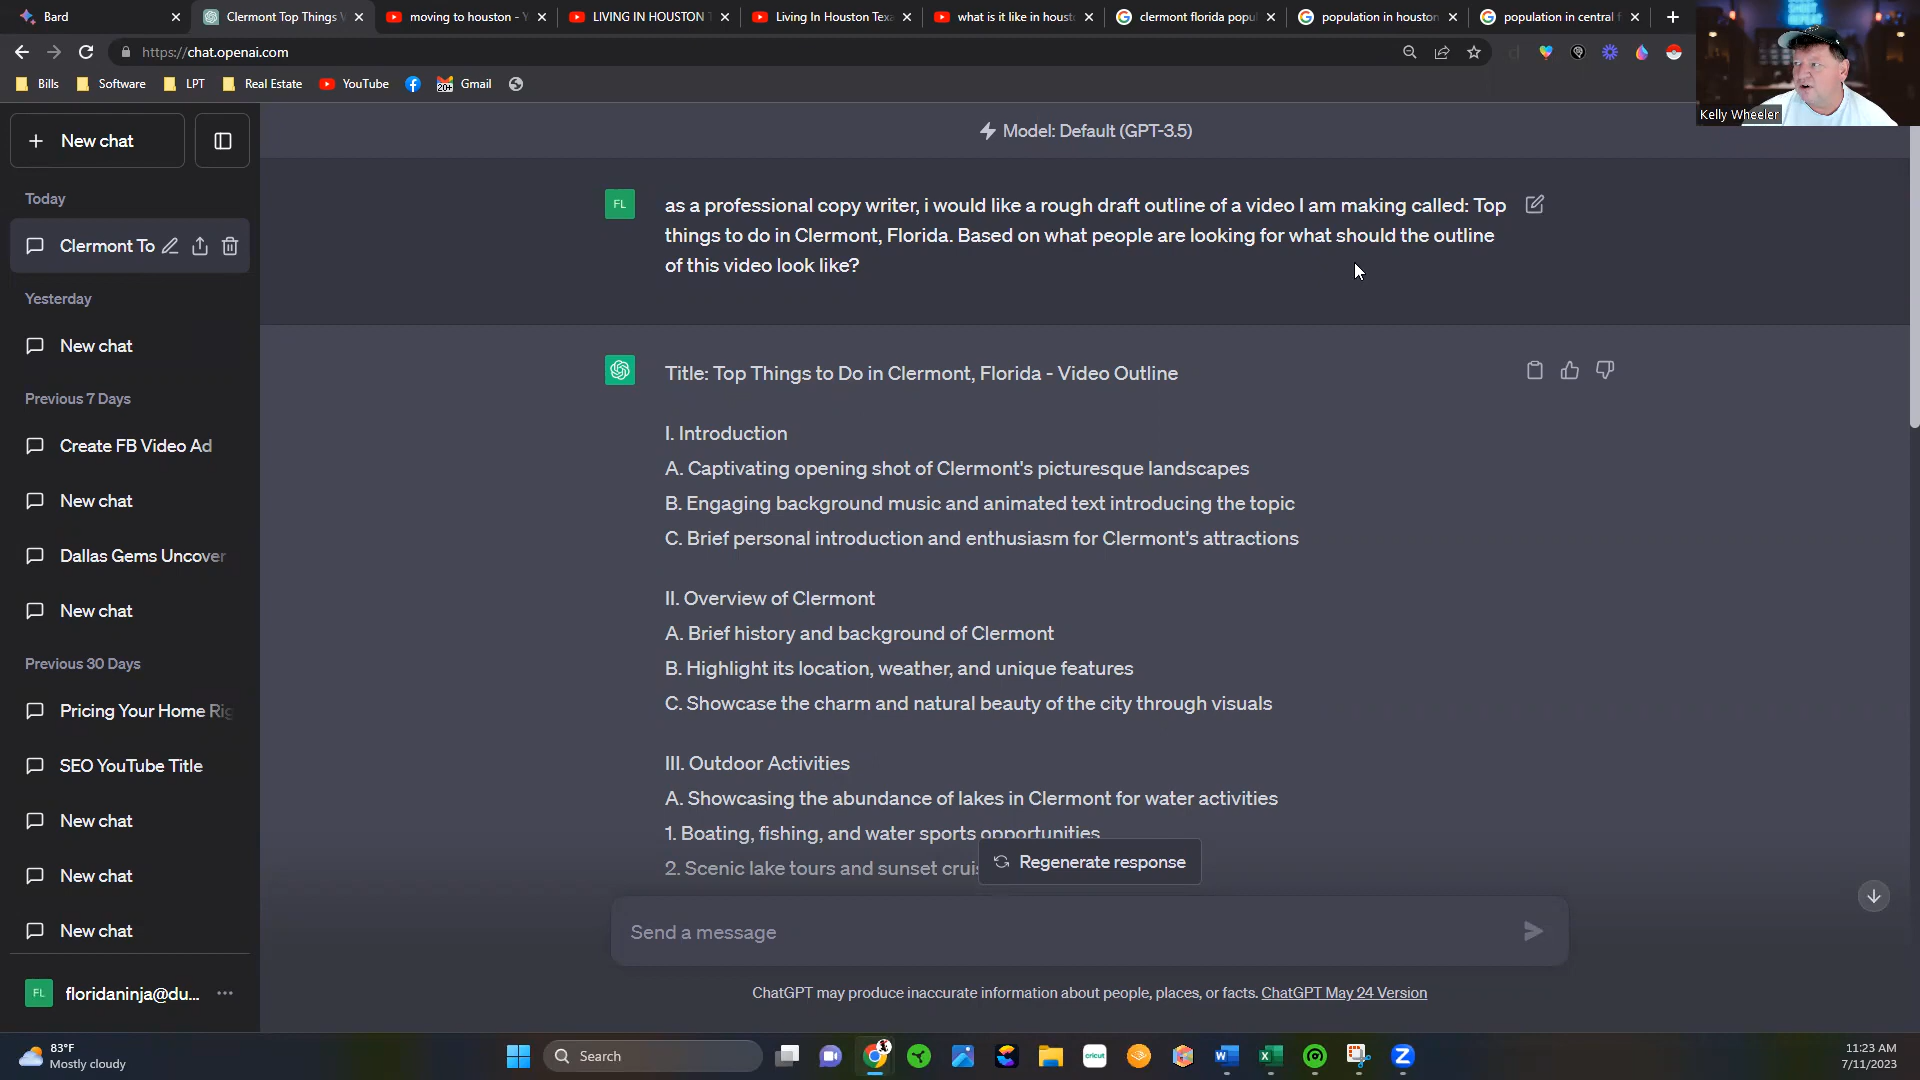 Bard
Clermont Top Things
moving to houston - Y
LIVING IN HOUSTON T
Living In Houston Texa
what is it like in houst
clermont florida popul
population in houston
population in central f
https://chat.openai.com
Bills
Software
LPT
Real Estate
YouTube
20+
Gmail
Kelly Wheeler
New chat
Model: Default (GPT-3.5)
Today
Clermont To
Yesterday
New chat
Previous 7 Days
Create FB Video Ad
New chat
Dallas Gems Uncover
New chat
Previous 30 Days
Pricing Your Home Rig
SEO YouTube Title
New chat
New chat
New chat
FL
floridaninja@du...
FL
as a professional copy writer, i would like a rough draft outline of a video I am making called: Top
things to do in Clermont, Florida. Based on what people are looking for what should the outline
of this video look like?
Title: Top Things to Do in Clermont, Florida - Video Outline
I. Introduction
A. Captivating opening shot of Clermont's picturesque landscapes
B. Engaging background music and animated text introducing the topic
C. Brief personal introduction and enthusiasm for Clermont's attractions
II. Overview of Clermont
A. Brief history and background of Clermont
B. Highlight its location, weather, and unique features
C. Showcase the charm and natural beauty of the city through visuals
III. Outdoor Activities
A. Showcasing the abundance of lakes in Clermont for water activities
1. Boating, fishing, and water sports opportunities
2. Scenic lake tours and sunset cruis
Regenerate response
Send a message
ChatGPT may produce inaccurate information about people, places, or facts. ChatGPT May 24 Version
83°F
Mostly cloudy
Search
cricut
11:23 AM
7/11/2023